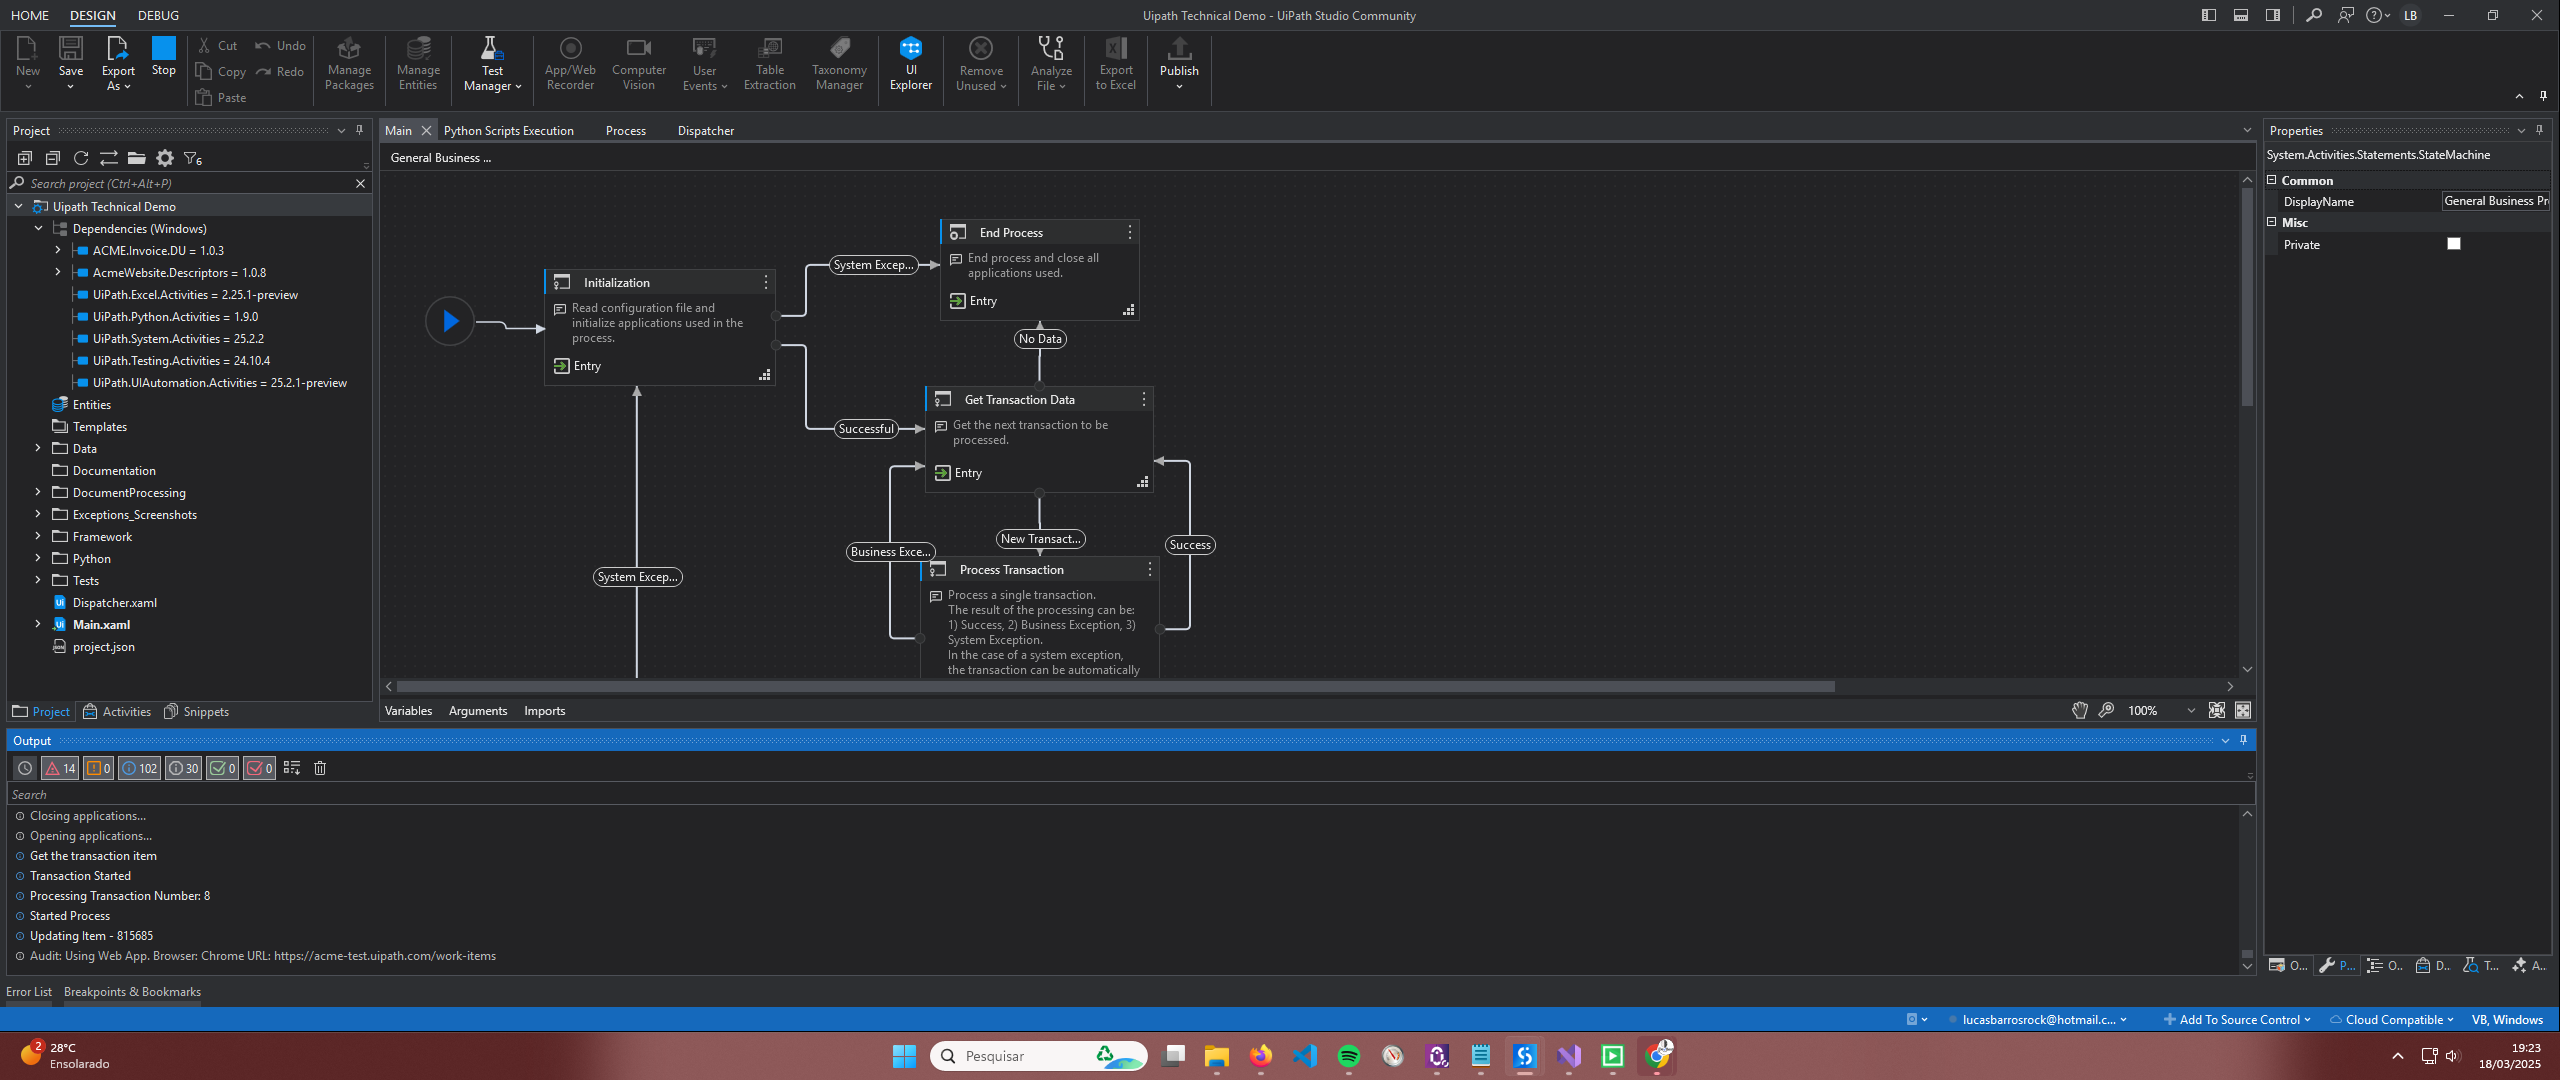 HOME DESIGN DEBUG
Uipath Technical Demo - UiPath Studio Community
LB
New
Save
Export As
Stop
Cut
Copy
Paste
Undo
Redo
Manage Packages
Manage Entities
Test Manager
App/Web Recorder
Computer Vision
User Events
Table Extraction
Taxonomy Manager
UI Explorer
Remove Unused
Analyze File
Export to Excel
Publish
Project
6
Search project (Ctrl+Alt+P)
Uipath Technical Demo
Dependencies (Windows)
ACME.Invoice.DU = 1.0.3
AcmeWebsite.Descriptors = 1.0.8
UiPath.Excel.Activities = 2.25.1-preview
UiPath.Python.Activities = 1.9.0
UiPath.System.Activities = 25.2.2
UiPath.Testing.Activities = 24.10.4
UiPath.UIAutomation.Activities = 25.2.1-preview
Entities
Templates
Data
Documentation
DocumentProcessing
Exceptions_Screenshots
Framework
Python
Tests
Dispatcher.xaml
Main.xaml
project.json
Project Activities Snippets
Main Python Scripts Execution Process Dispatcher
General Business ...
Initialization
Read configuration file and
initialize applications used in the
process.
Entry
System Excep...
End Process
End process and close all
applications used.
Entry
No Data
Successful
Get Transaction Data
Get the next transaction to be
processed.
Entry
Business Exce...
New Transact...
Success
System Excep...
Process Transaction
Process a single transaction.
The result of the processing can be:
1) Success, 2) Business Exception, 3)
System Exception.
In the case of a system exception,
the transaction can be automatically
Variables Arguments Imports
100%
Properties
System.Activities.Statements.StateMachine
Common
DisplayName General Business Pr
Misc
Private
O... P... O.. D.. T... A..
Output
14 0 102 30 0 0
Search
Closing applications...
Opening applications...
Get the transaction item
Transaction Started
Processing Transaction Number: 8
Started Process
Updating Item - 815685
Audit: Using Web App. Browser: Chrome URL: https://acme-test.uipath.com/work-items
Error List Breakpoints & Bookmarks
lucasbarrosrock@hotmail.c... Add To Source Control Cloud Compatible VB, Windows
2
28°C
Ensolarado
Pesquisar
19:23
18/03/2025